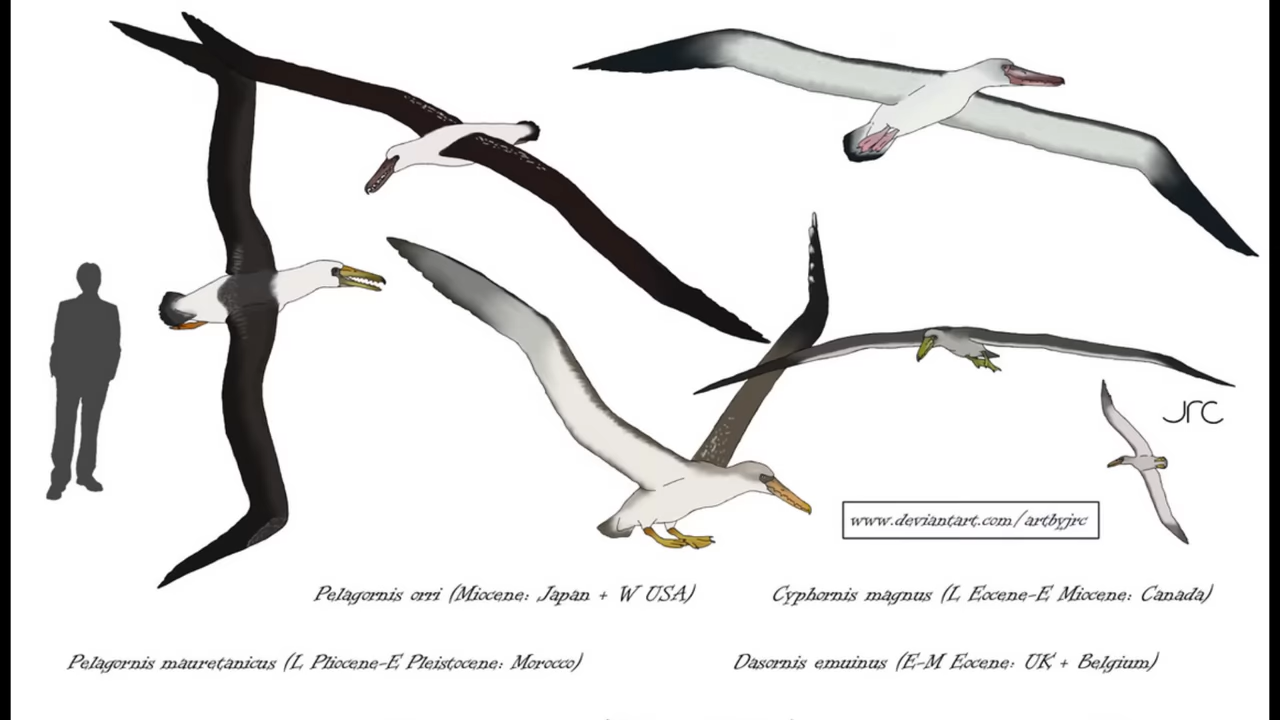 JRC
www.deviantart.com/artbyjrc
Pelagornis orri (Miocene: Japan + W USA)
Cyphornis magnus (L Eocene-E Miocene: Canada)
Pelagornis mauretanicus (L Pliocene-E Pleistocene: Morocco)
Dasornis emuinus (E-M Eocene: UK + Belgium)